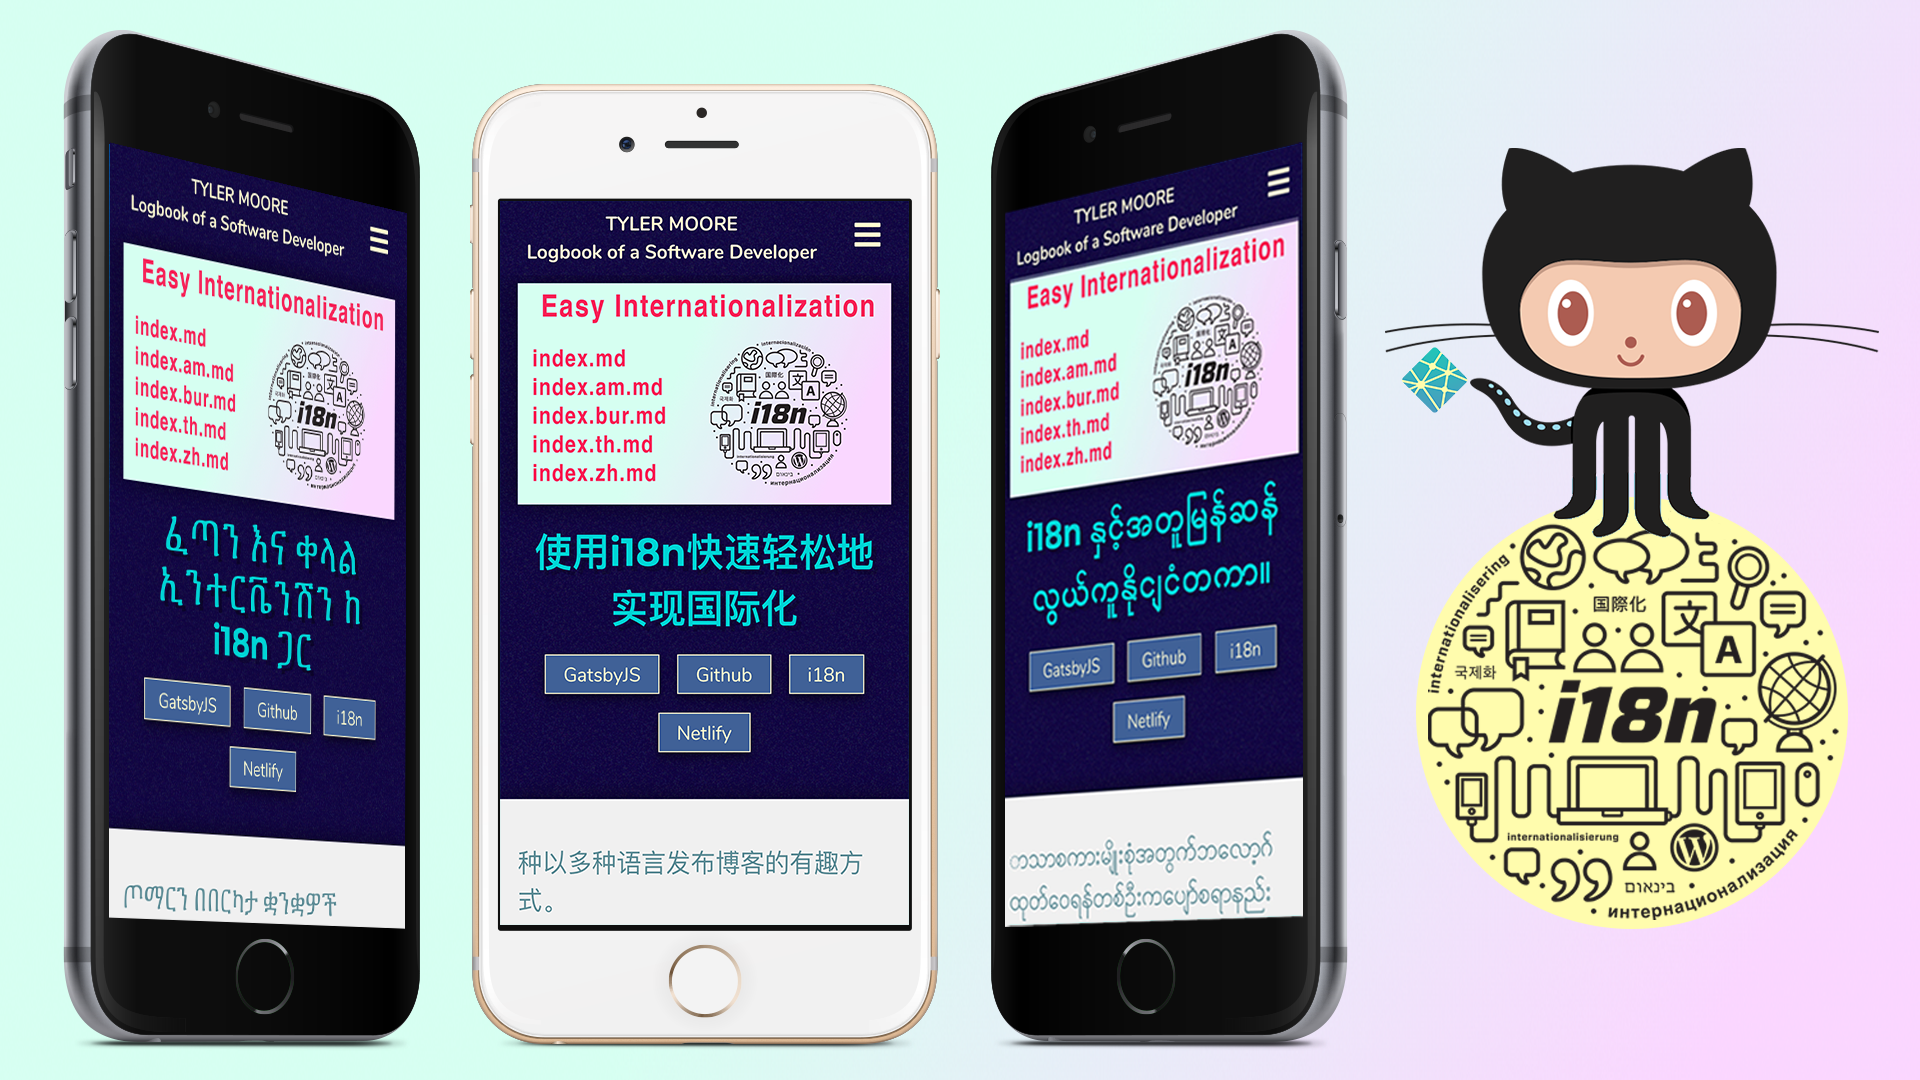 TYLER MOORE
Logbook of a Software Developer
Easy Internationalization
index.md
index.am.md
index.bur.md
index.th.md
index.zh.md
i18n
ፈጣን እና ቀላል
ኢንተርቬንሽን ከ
i18n ጋር
GatsbyJS
Github
i18n
Netlify
ጦማርን በበርካታ ቋንቋዎች
TYLER MOORE
Logbook of a Software Developer
Easy Internationalization
index.md
index.am.md
index.bur.md
index.th.md
index.zh.md
i18n
使用i18n快速轻松地
实现国际化
GatsbyJS
Github
i18n
Netlify
种以多种语言发布博客的有趣方
式。
TYLER MOORE
Logbook of a Software Developer
Easy Internationalization
index.md
index.am.md
index.bur.md
index.th.md
index.zh.md
i18n
i18n နှင့်အတူမြန်ဆန်
လွယ်ကူနိုင်ငံတကာ။
GatsbyJS
Github
i18n
Netlify
ဘာသာစကားမျိုးစုံအတွက်ဘလော့ဂ်
ထုတ်ဝေရန်တစ်ဦးကပျော်စရာနည်း
internationalisering
国際化
文
A
国制化
i18n
internationalisierung
בינאום
интернационализация